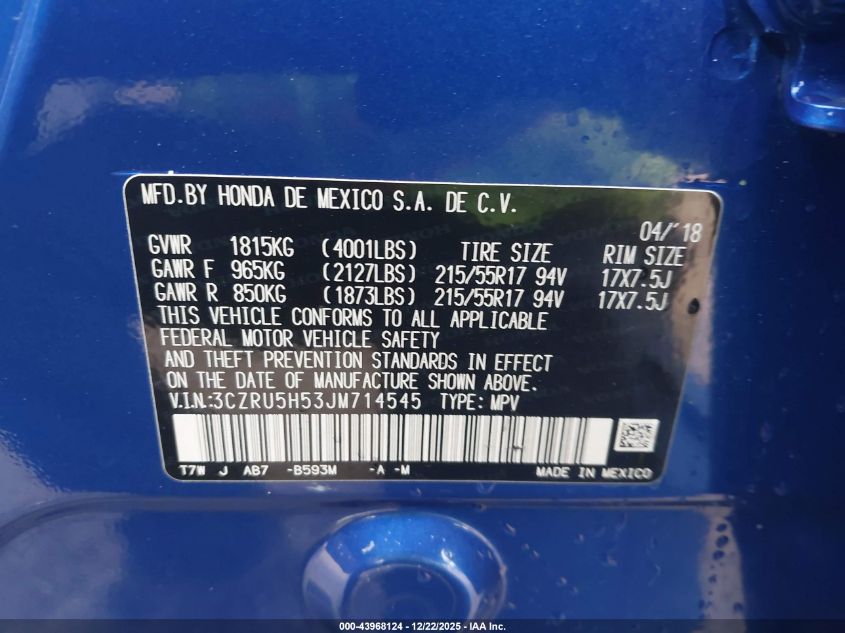 MFD.BY HONDA DE MEXICO S.A. DE C.V.
04/'18
GVWR 1815KG (4001LBS) TIRE SIZE RIM SIZE
GAWR F 965KG (2127LBS) 215/55R17 94V 17X7.5J
GAWR R 850KG (1873LBS) 215/55R17 94V 17X7.5J
THIS VEHICLE CONFORMS TO ALL APPLICABLE
FEDERAL MOTOR VEHICLE SAFETY
AND THEFT PREVENTION STANDARDS IN EFFECT
ON THE DATE OF MANUFACTURE SHOWN ABOVE.
V.I.N:3CZRU5H53JM714545 TYPE: MPV
T7W J AB7 -B593M -A -M MADE IN MEXICO
000-43968124 - 12/22/2025 - IAA Inc.